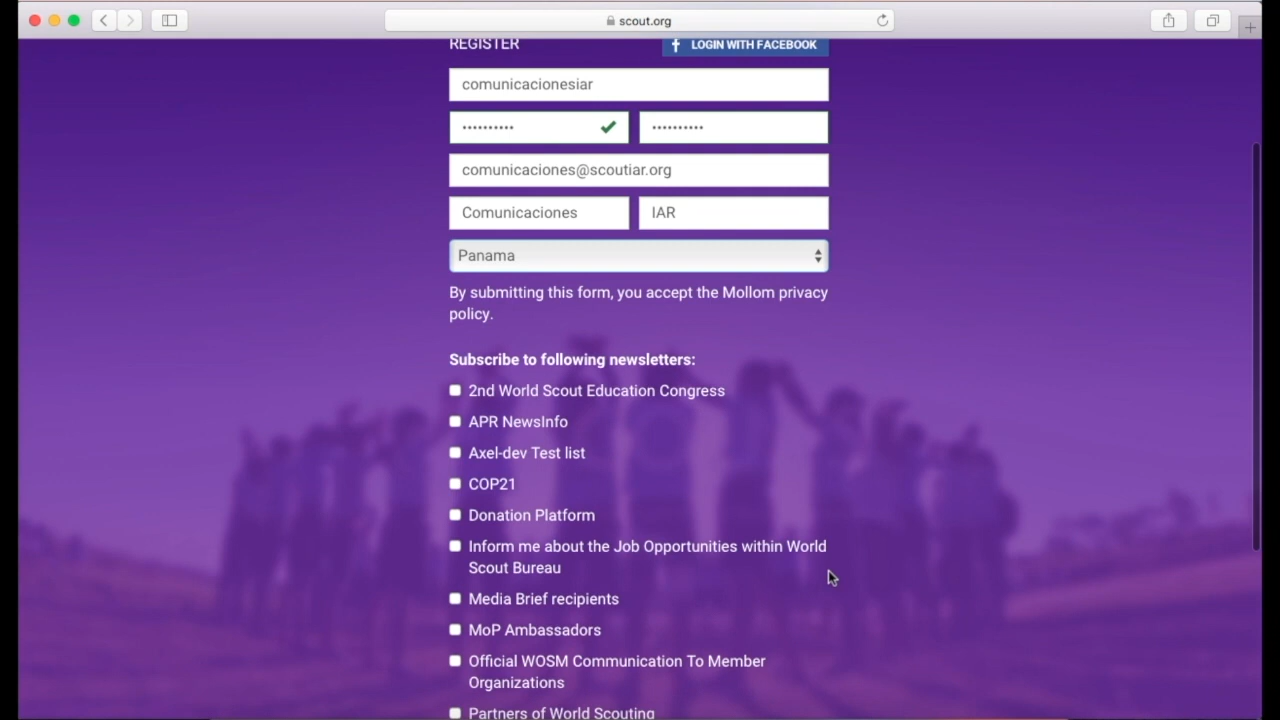 scout.org
REGISTER
LOGIN WITH FACEBOOK
comunicacionesiar
••••••••••
••••••••••
comunicaciones@scoutiar.org
Comunicaciones
IAR
Panama
By submitting this form, you accept the Mollom privacy
policy.
Subscribe to following newsletters:
2nd World Scout Education Congress
APR NewsInfo
Axel-dev Test list
COP21
Donation Platform
Inform me about the Job Opportunities within World
Scout Bureau
Media Brief recipients
MoP Ambassadors
Official WOSM Communication To Member
Organizations
Partners of World Scouting